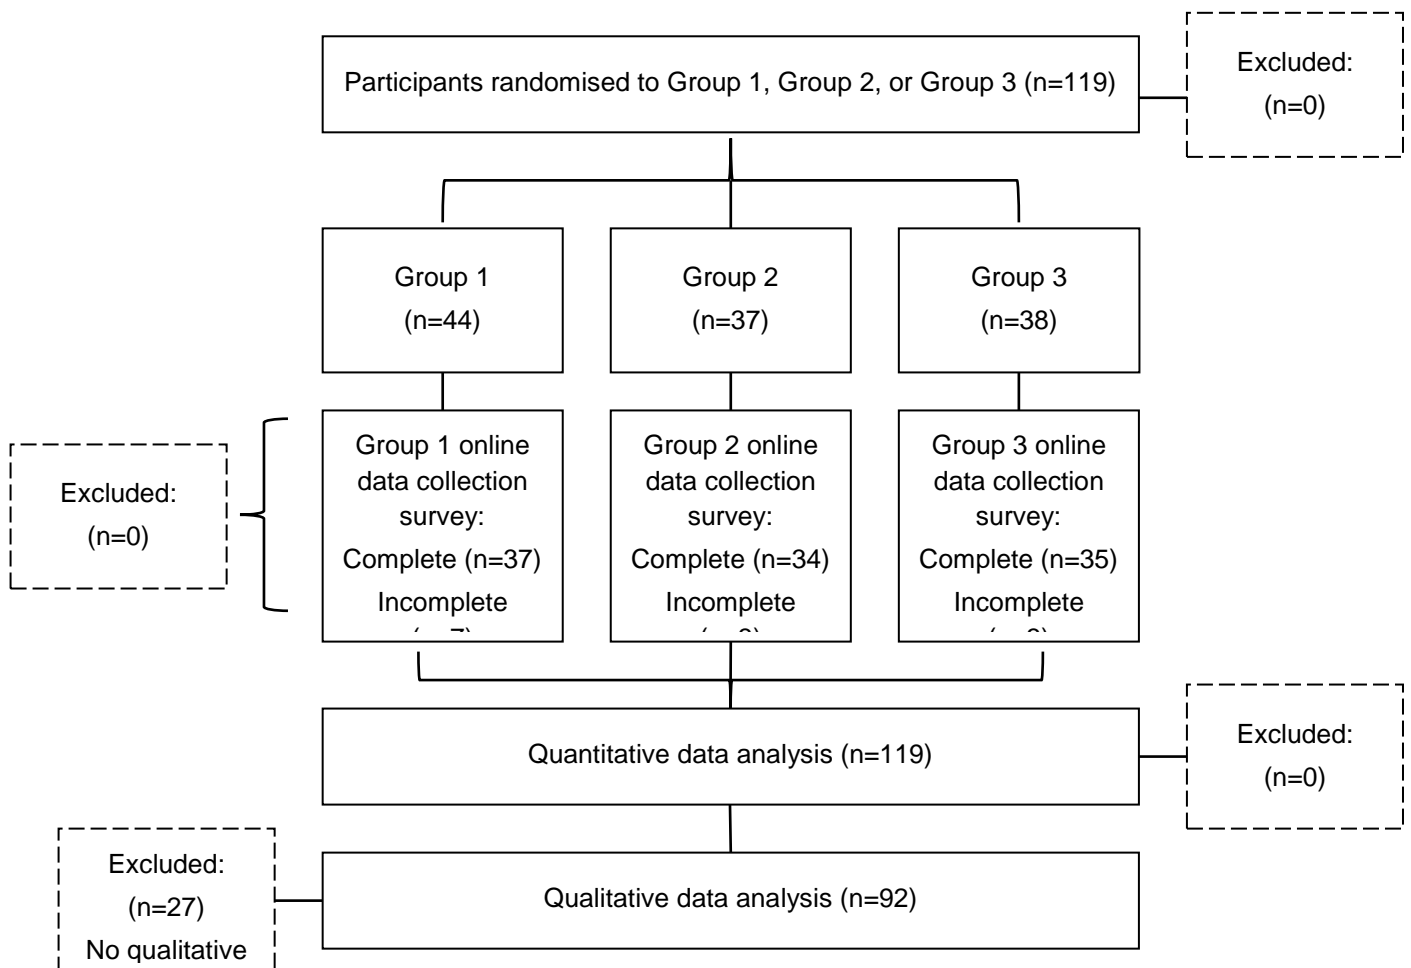 Participants randomised to Group 1, Group 2, or Group 3 (n=119)
Excluded:
(n=0)
Group 1
(n=44)
Group 2
(n=37)
Group 3
(n=38)
Excluded:
(n=0)
Group 1 online
data collection
survey:
Complete (n=37)
Incomplete
Group 2 online
data collection
survey:
Complete (n=34)
Incomplete
Group 3 online
data collection
survey:
Complete (n=35)
Incomplete
Quantitative data analysis (n=119)
Excluded:
(n=0)
Excluded:
(n=27)
No qualitative
Qualitative data analysis (n=92)